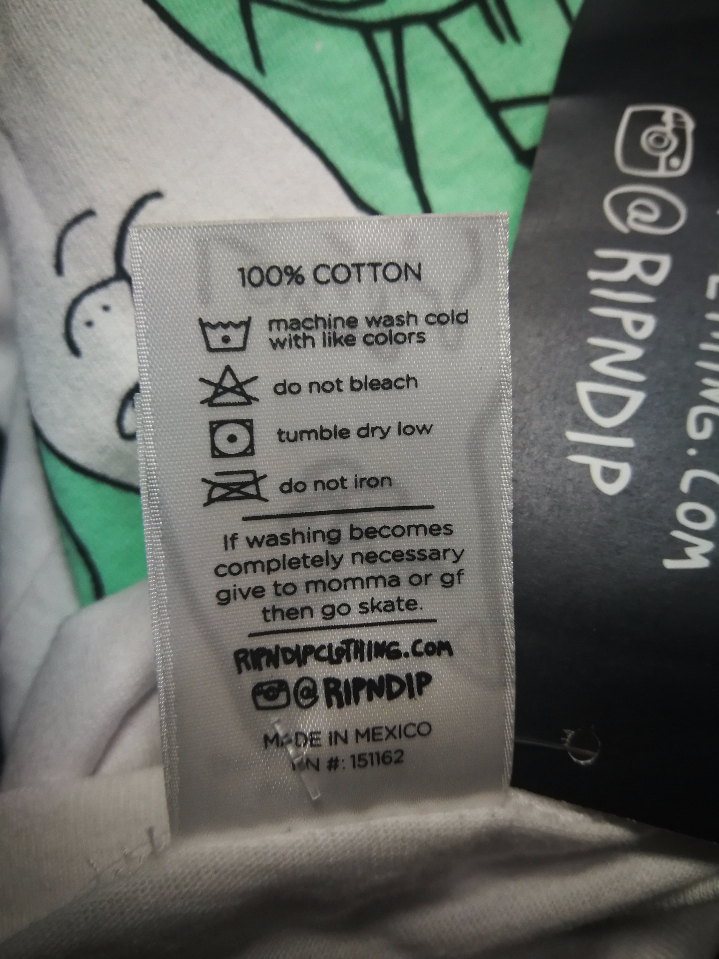 100% COTTON
machine wash cold
with like colors
do not bleach
tumble dry low
do not iron
If washing becomes
completely necessary
give to momma or gf
then go skate.
RIPNDIPCLOTHING.COM
@RIPNDIP
MADE IN MEXICO
RN #: 151162
@RIPNDIP
THING.COM